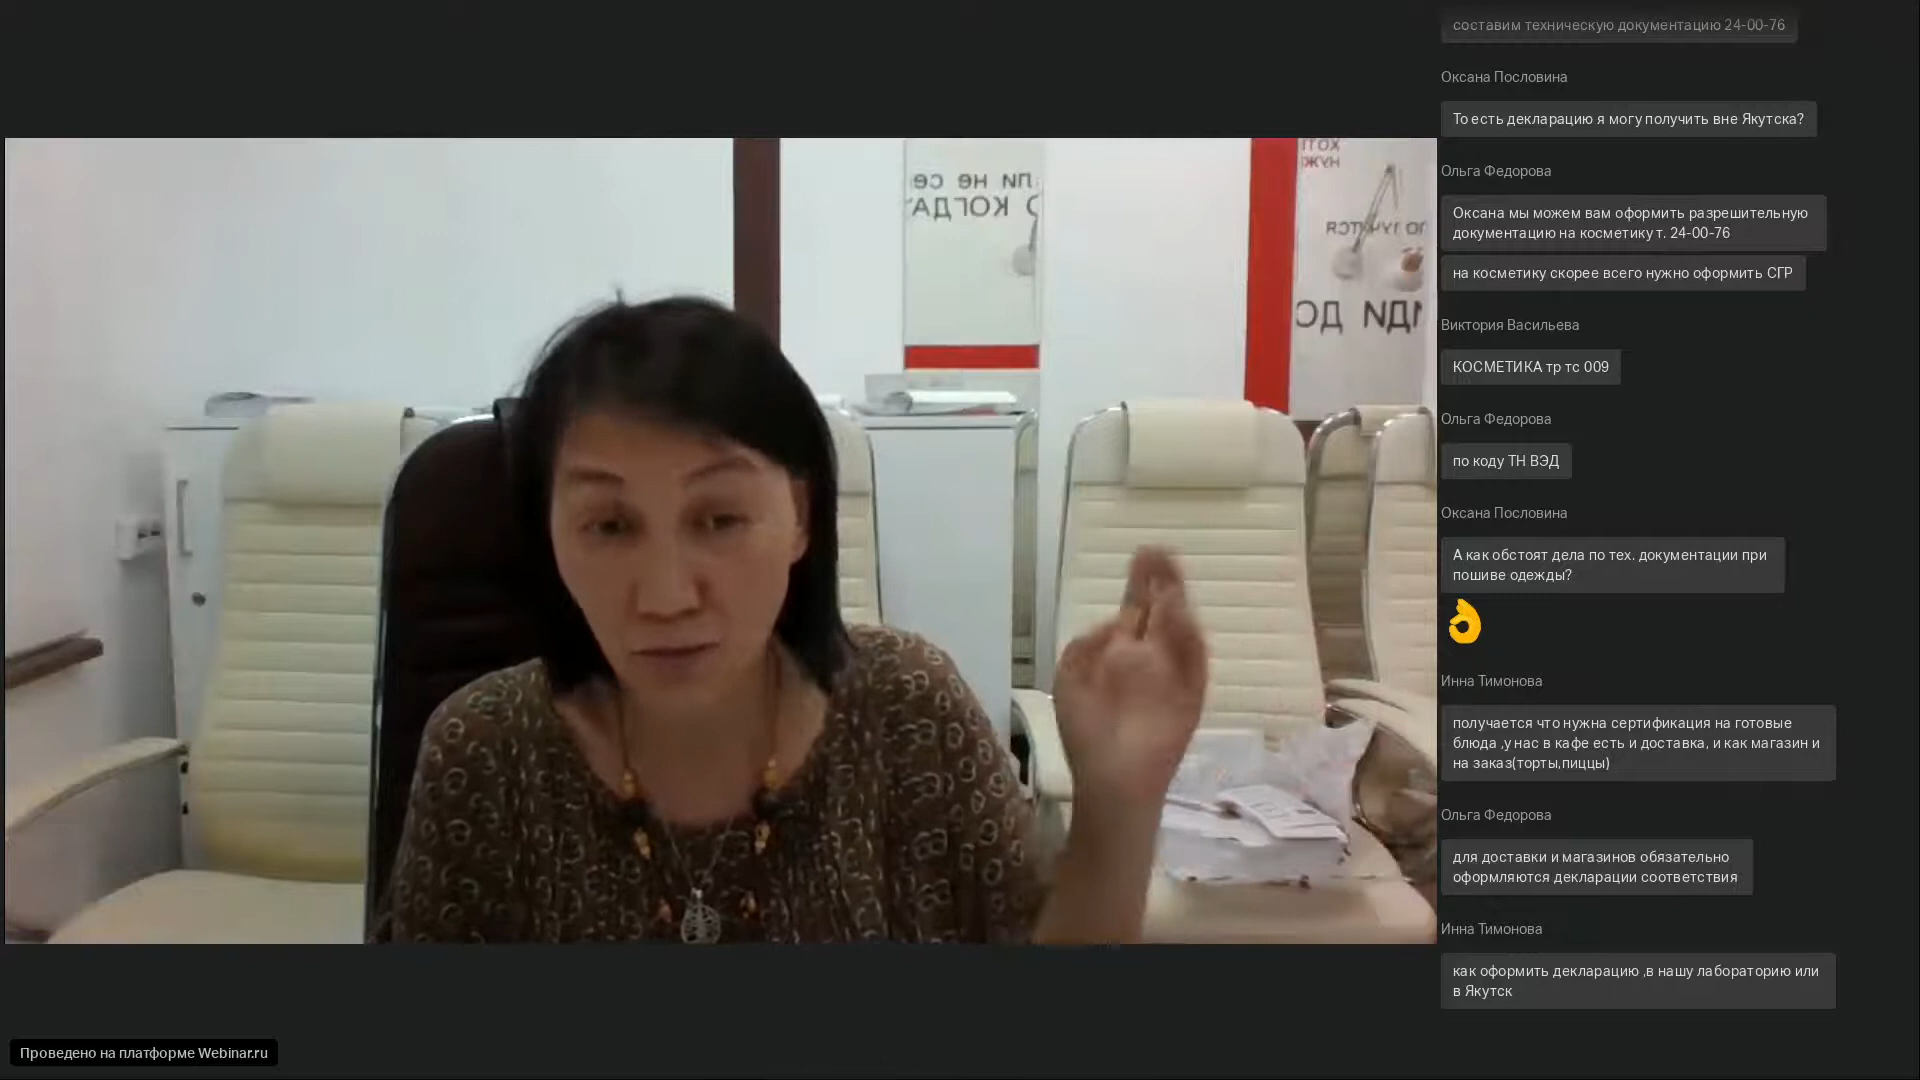 составим техническую документацию 24-00-76
Оксана Пословина
То есть декларацию я могу получить вне Якутска?
Ольга Федорова
Оксана мы можем вам оформить разрешительную
документацию на косметику т. 24-00-76
на косметику скорее всего нужно оформить СГР
Виктория Васильева
КОСМЕТИКА тр тс 009
Ольга Федорова
по коду ТН ВЭД
Оксана Пословина
А как обстоят дела по тех. документации при
пошиве одежды?
Инна Тимонова
получается что нужна сертификация на готовые
блюда ,у нас в кафе есть и доставка, и как магазин и
на заказ(торты,пиццы)
Ольга Федорова
для доставки и магазинов обязательно
оформляются декларации соответствия
Инна Тимонова
как оформить декларацию ,в нашу лабораторию или
в Якутск
ЛИ НЕ СЕ
КОГДА
Проведено на платформе Webinar.ru